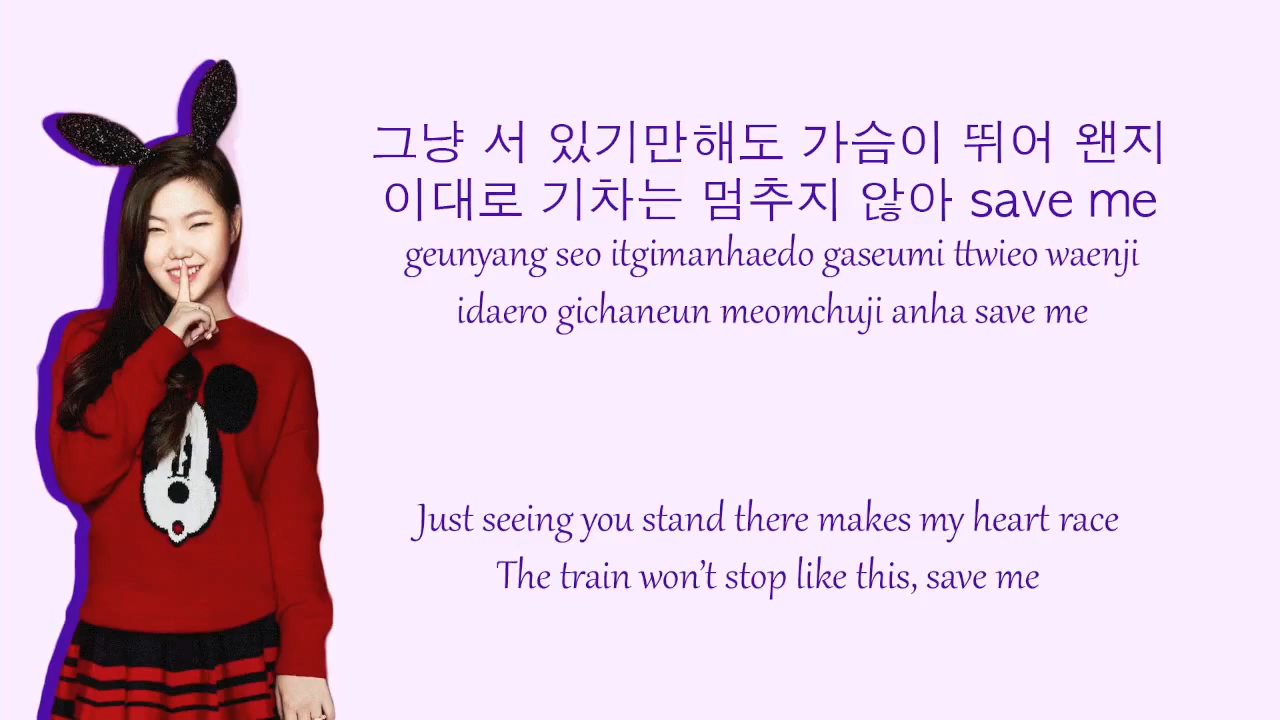 그냥 서 있기만해도 가슴이 뛰어 왠지
이대로 기차는 멈추지 않아 save me
geunyang seo itgimanhaedo gaseumi ttwieo waenji
idaero gichaneun meomchuji anha save me
Just seeing you stand there makes my heart race
The train won't stop like this, save me